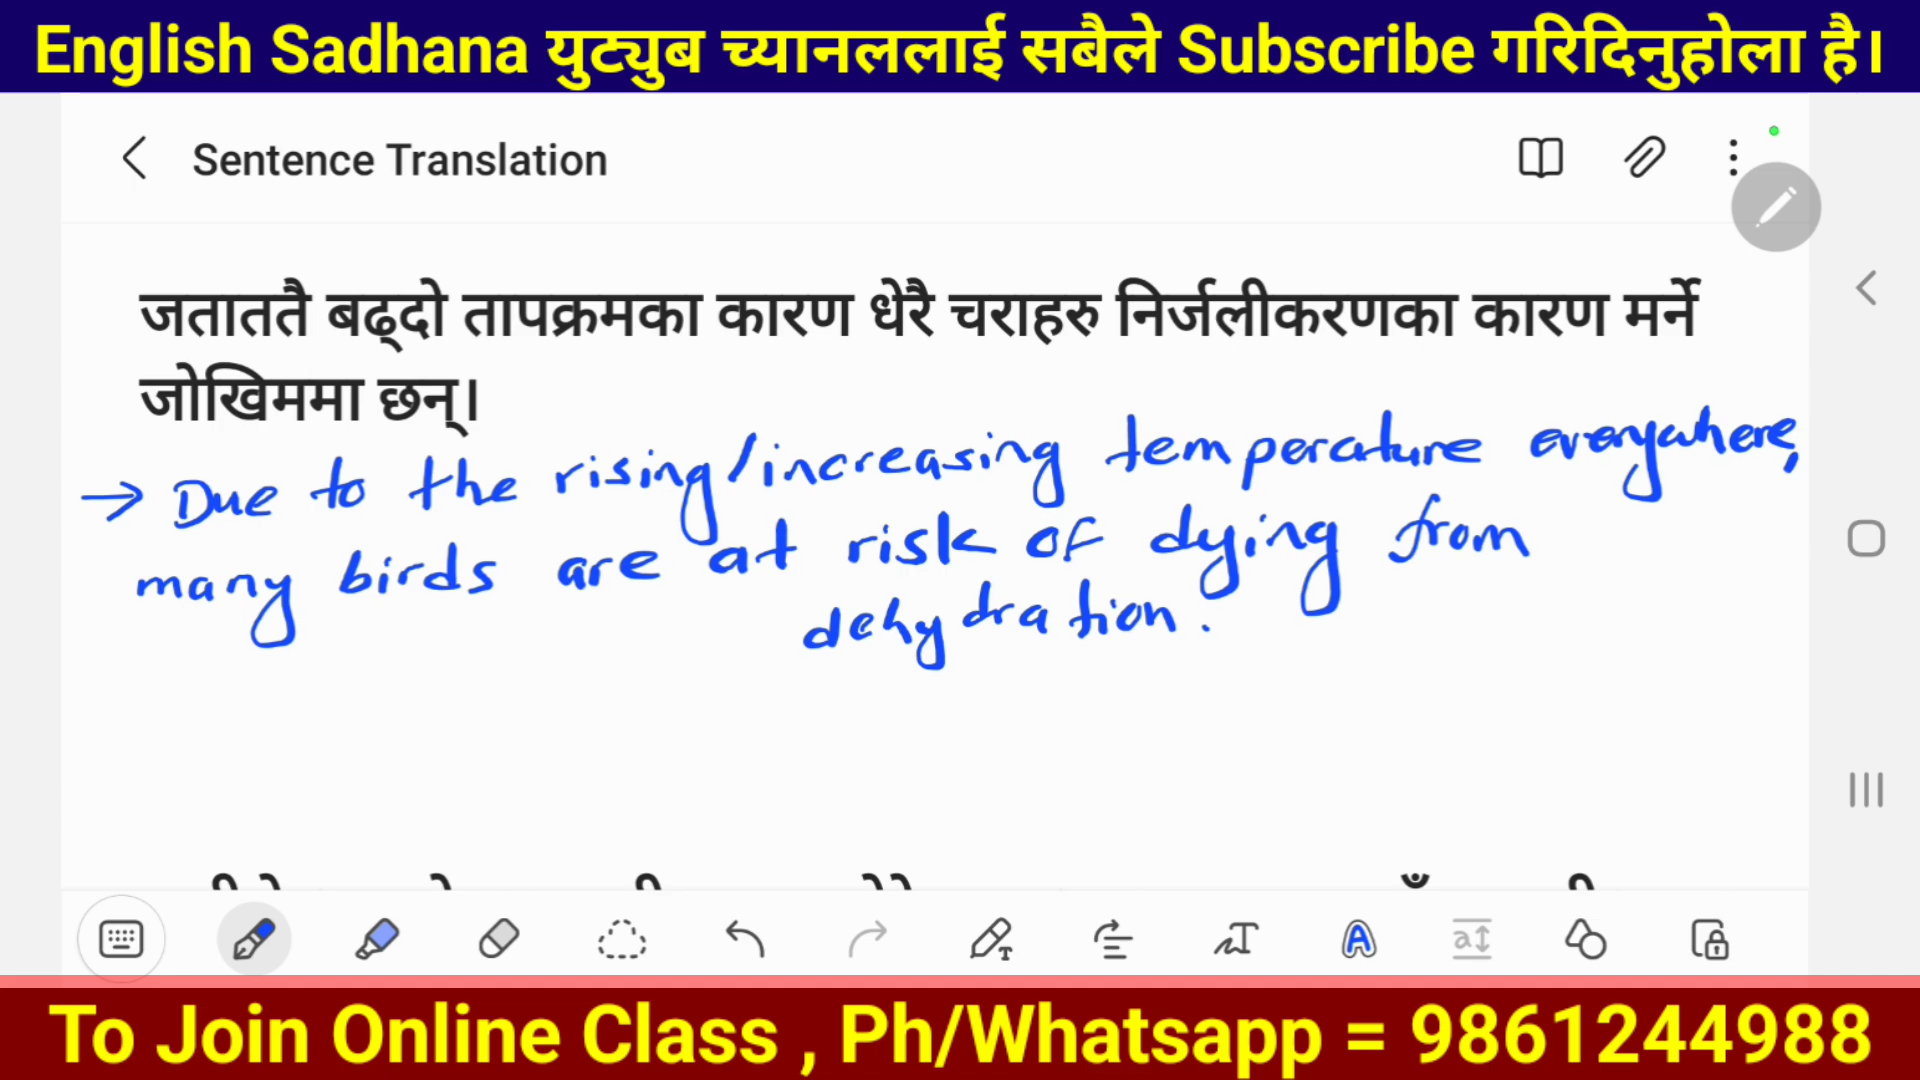 English Sadhana युट्युब च्यानललाई सबैले Subscribe गरिदिनुहोला है।
Sentence Translation
जताततै बढ्दो तापक्रमका कारण धेरै चराहरु निर्जलीकरणका कारण मर्ने
जोखिममा छन्।
→ Due to the rising/increasing temperature everywhere,
many birds are at risk of dying from
dehydration.
To Join Online Class , Ph/Whatsapp = 9861244988